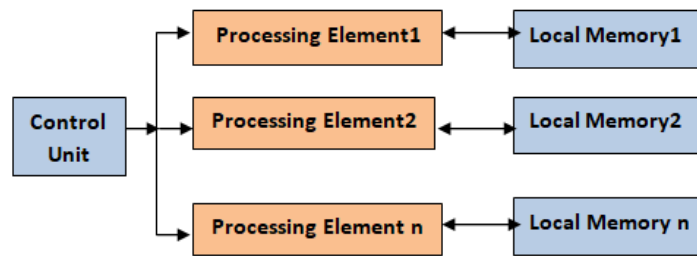 Processing Element1
Local Memory1
Control
Unit
Processing Element2
Local Memory2
Processing Element n
Local Memory n